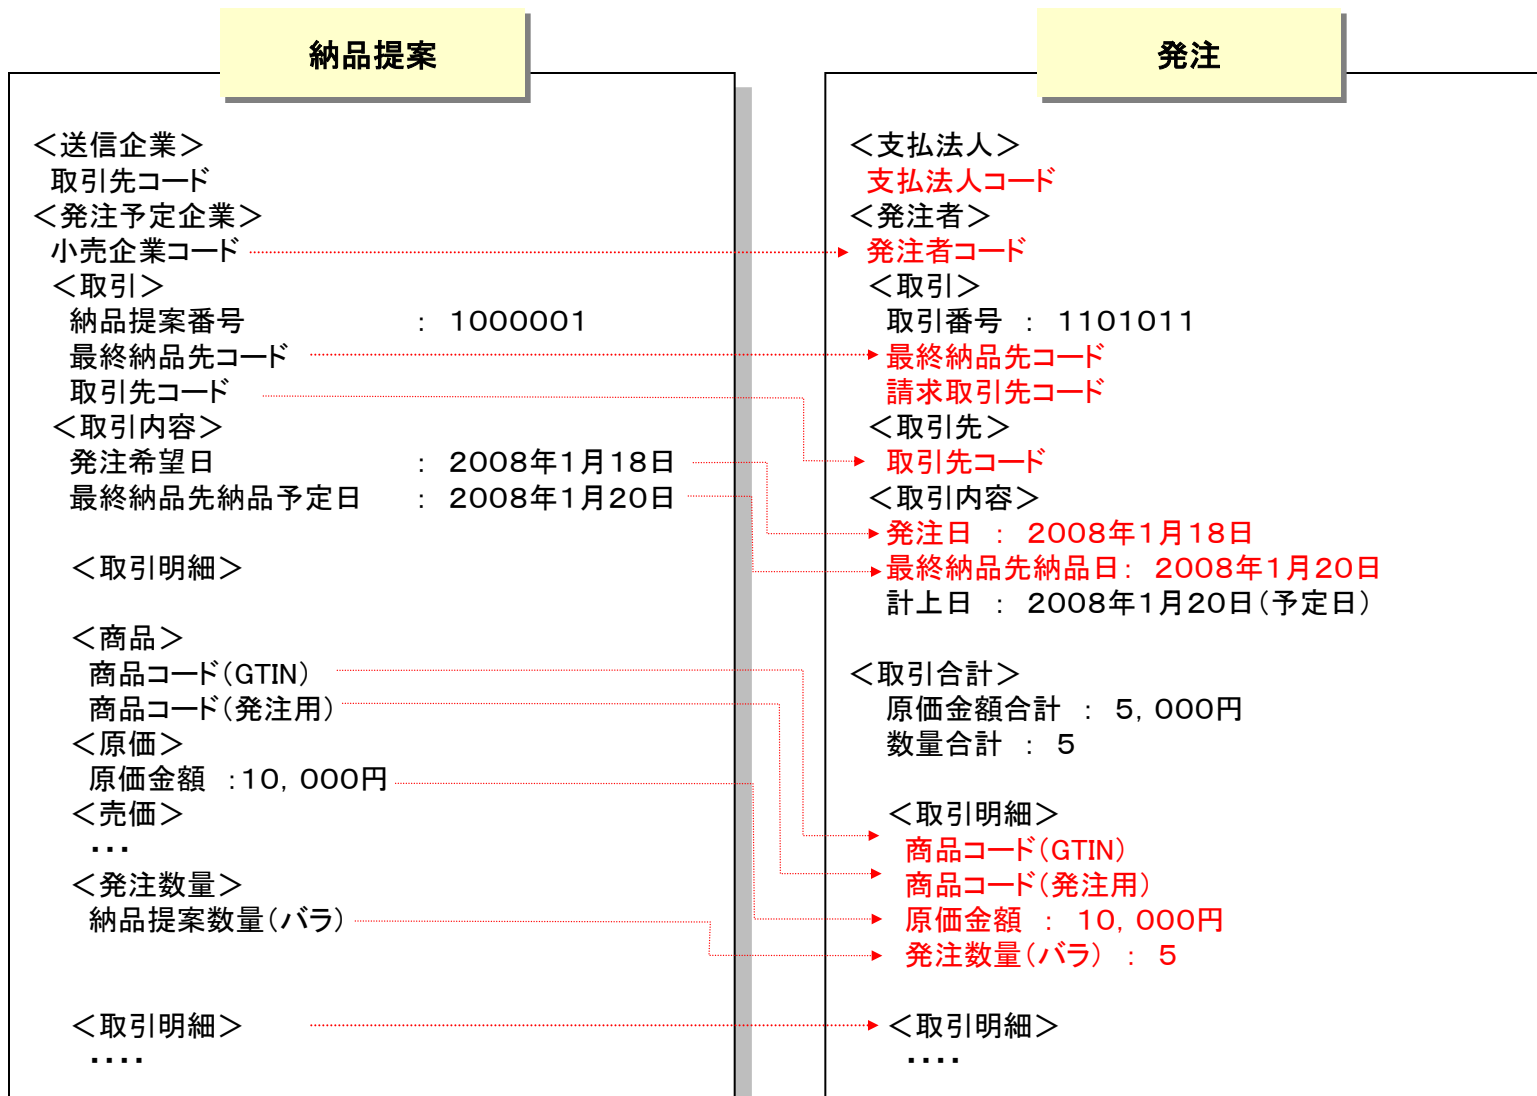 納品提案
＜送信企業＞
取引先コード
＜発注予定企業＞
小売企業コード
＜取引＞
納品提案番号　：　１０００００１
最終納品先コード
取引先コード
＜取引内容＞
発注希望日　：　２００８年１月１８日
最終納品先納品予定日　：　２００８年１月２０日
＜取引明細＞
＜商品＞
商品コード（GTIN）
商品コード（発注用）
＜原価＞
原価金額　：１０，０００円
＜売価＞
・・・
＜発注数量＞
納品提案数量（バラ）
＜取引明細＞
・・・・
発注
＜支払法人＞
支払法人コード
＜発注者＞
発注者コード
＜取引＞
取引番号　：　１１０１０１１
最終納品先コード
請求取引先コード
＜取引先＞
取引先コード
＜取引内容＞
発注日　：　２００８年１月１８日
最終納品先納品日：　２００８年１月２０日
計上日　：　２００８年１月２０日（予定日）
＜取引合計＞
原価金額合計　：　５，０００円
数量合計　：　５
＜取引明細＞
商品コード（GTIN）
商品コード（発注用）
原価金額　：　１０，０００円
発注数量（バラ）　：　５
＜取引明細＞
・・・・